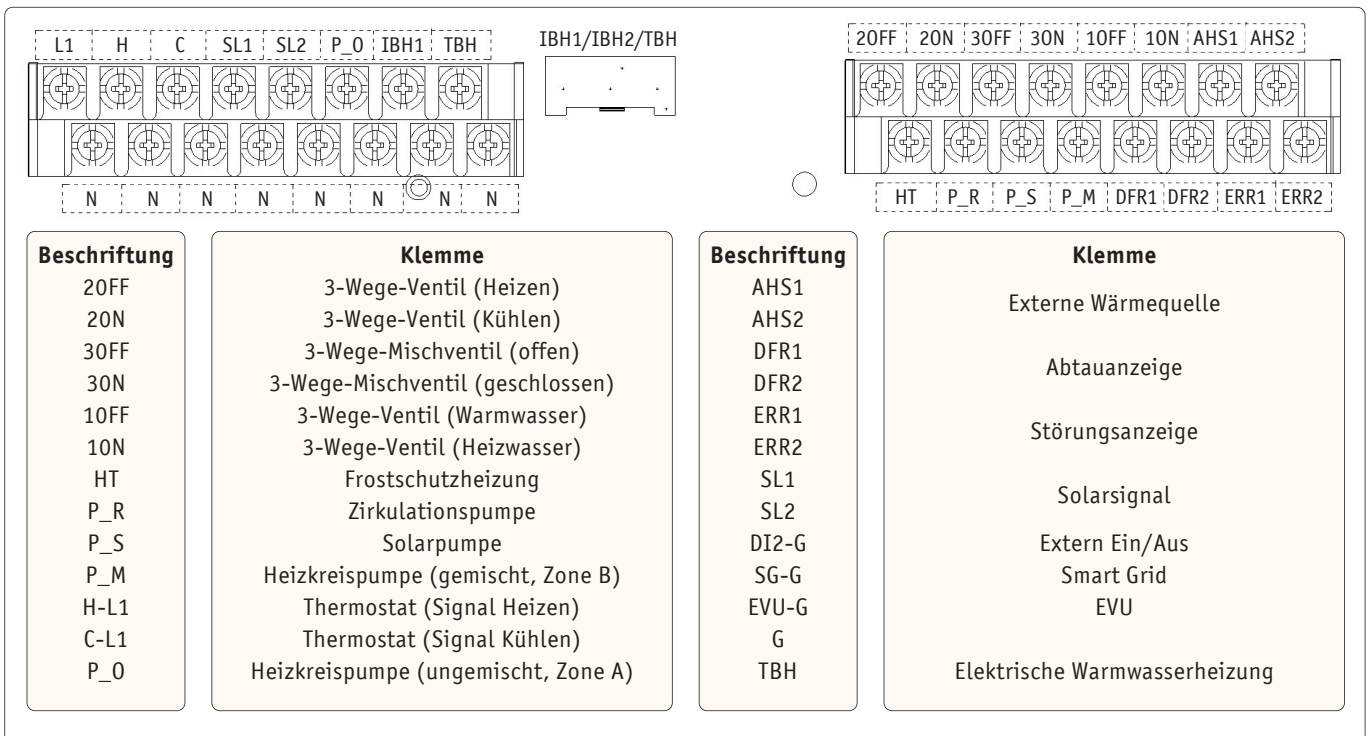 L1 H C SL1 SL2 P_O IBH1 TBH
IBH1/IBH2/TBH
2OFF 2ON 3OFF 3ON 1OFF 1ON AHS1 AHS2
N N N N N N N N
HT P_R P_S P_M DFR1 DFR2 ERR1 ERR2
Beschriftung Klemme Beschriftung Klemme
2OFF 3-Wege-Ventil (Heizen) AHS1
Externe Wärmequelle
2ON 3-Wege-Ventil (Kühlen) AHS2
3OFF 3-Wege-Mischventil (offen) DFR1
Abtauanzeige
3ON 3-Wege-Mischventil (geschlossen) DFR2
1OFF 3-Wege-Ventil (Warmwasser) ERR1
Störungsanzeige
1ON 3-Wege-Ventil (Heizwasser) ERR2
HT Frostschutzheizung SL1
Solarsignal
P_R Zirkulationspumpe SL2
P_S Solarpumpe DI2-G Extern Ein/Aus
P_M Heizkreispumpe (gemischt, Zone B) SG-G Smart Grid
H-L1 Thermostat (Signal Heizen) EVU-G EVU
C-L1 Thermostat (Signal Kühlen) G
P_O Heizkreispumpe (ungemischt, Zone A) TBH Elektrische Warmwasserheizung